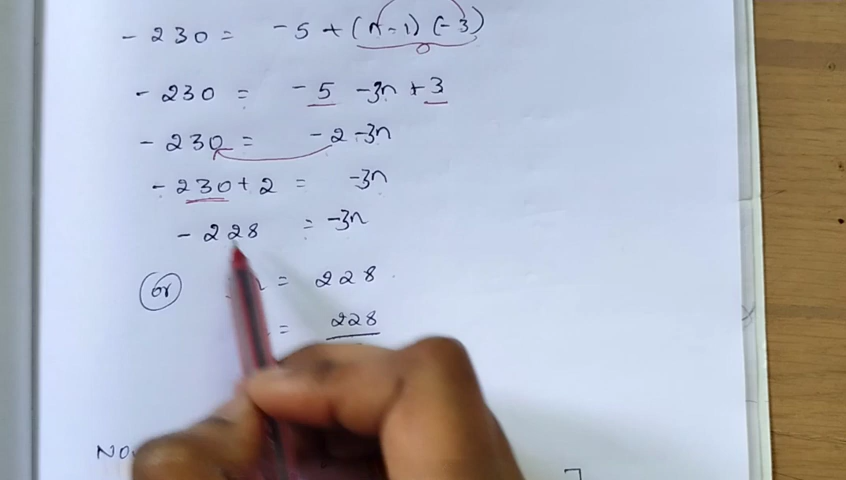 -230 = -5 + (n-1) (-3)
-230 = -5 -3n + 3
-230 = -2 -3n
-230+2 = -3n
-228 = -3n
or = 228
= 228